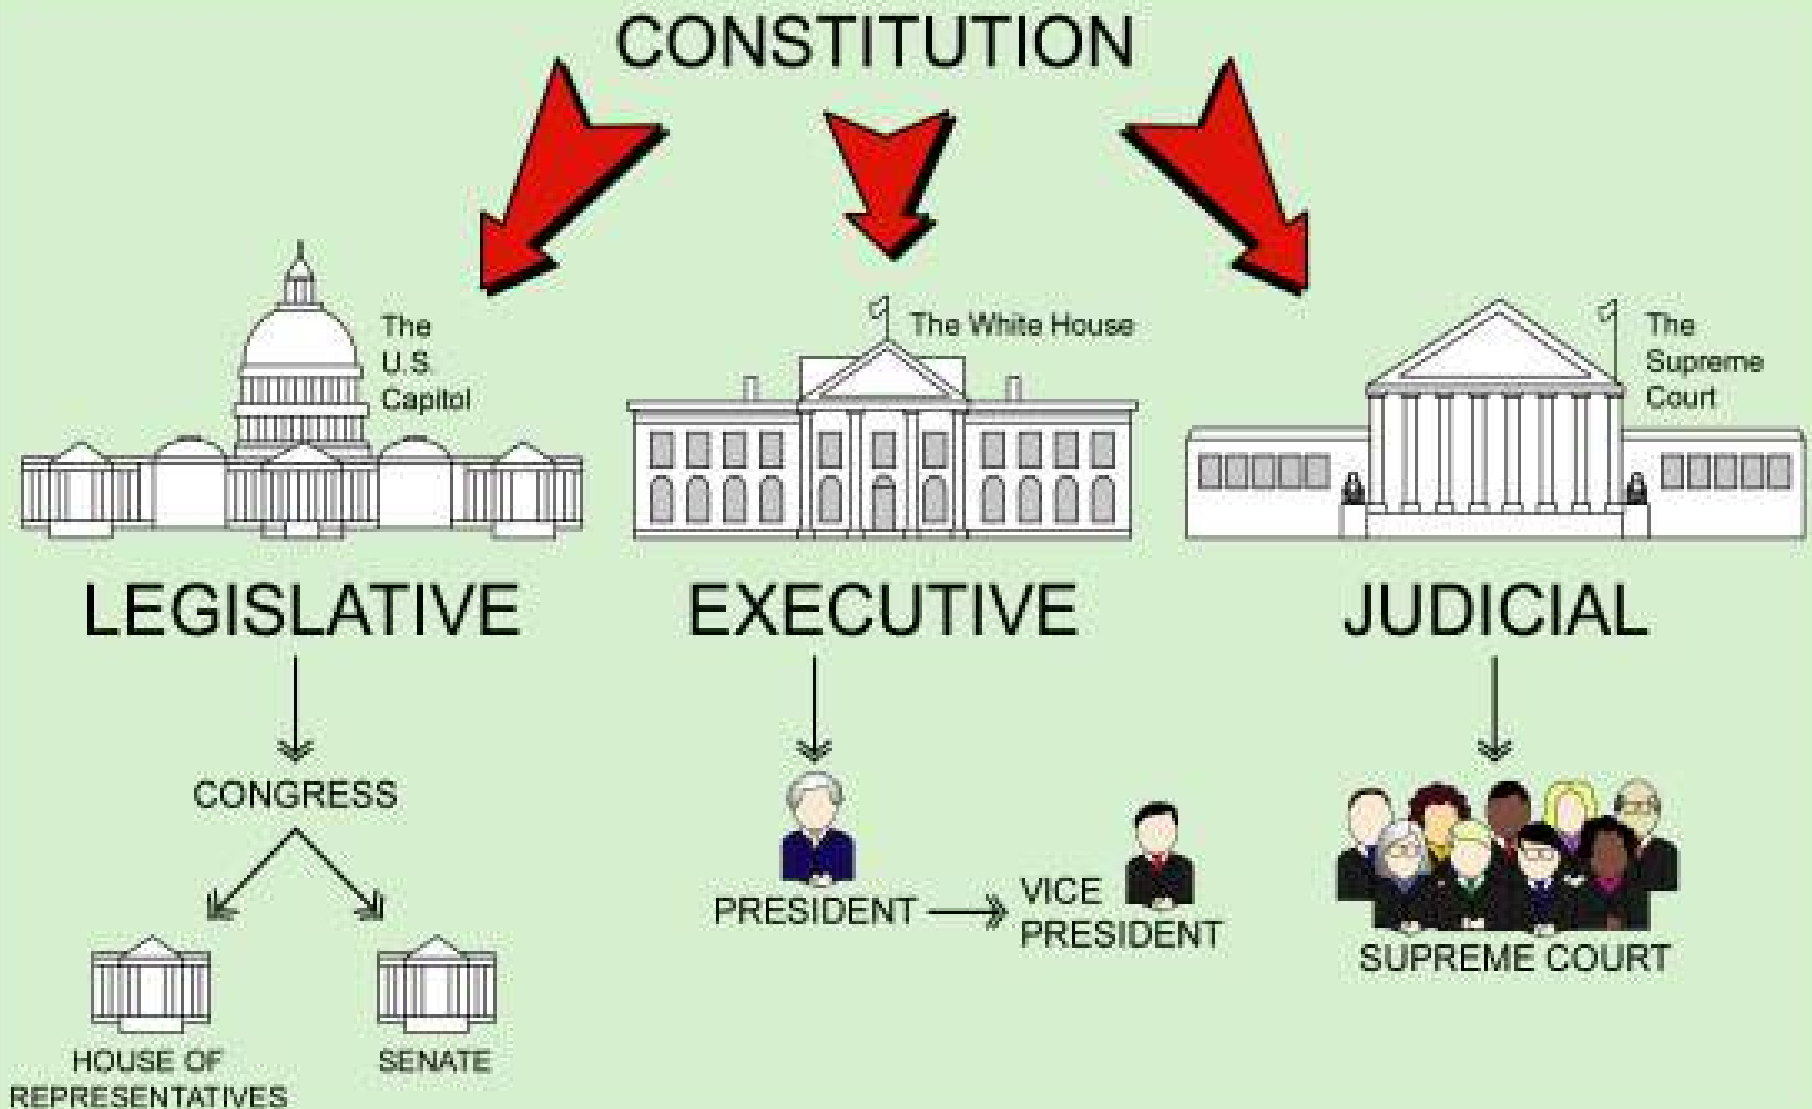 CONSTITUTION
The
U.S.
Capitol
The White House
The
Supreme
Court
LEGISLATIVE
EXECUTIVE
JUDICIAL
CONGRESS
HOUSE OF
REPRESENTATIVES
SENATE
PRESIDENT
VICE
PRESIDENT
SUPREME COURT